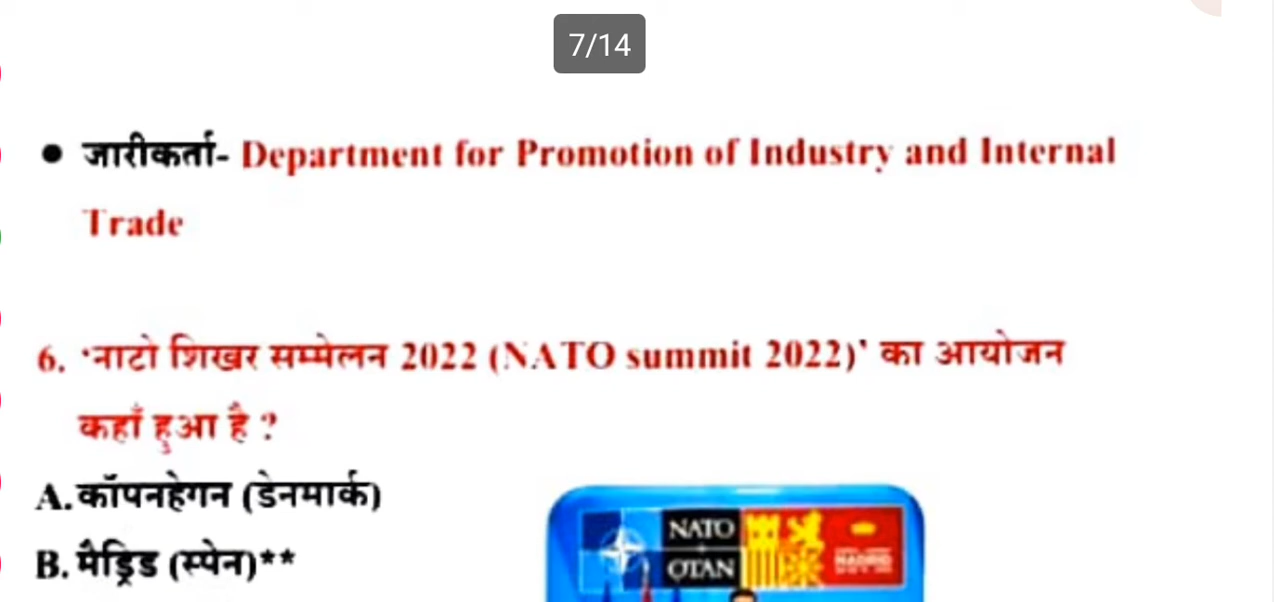 7/14
• जारीकर्ता- Department for Promotion of Industry and Internal
Trade
6. 'नाटो शिखर सम्मेलन 2022 (NATO summit 2022)' का आयोजन
कहाँ हुआ है ?
A. कॉपनहेगन (डेनमार्क)
B. मैड्रिड (स्पेन)**
NATO
OTAN
MADRID